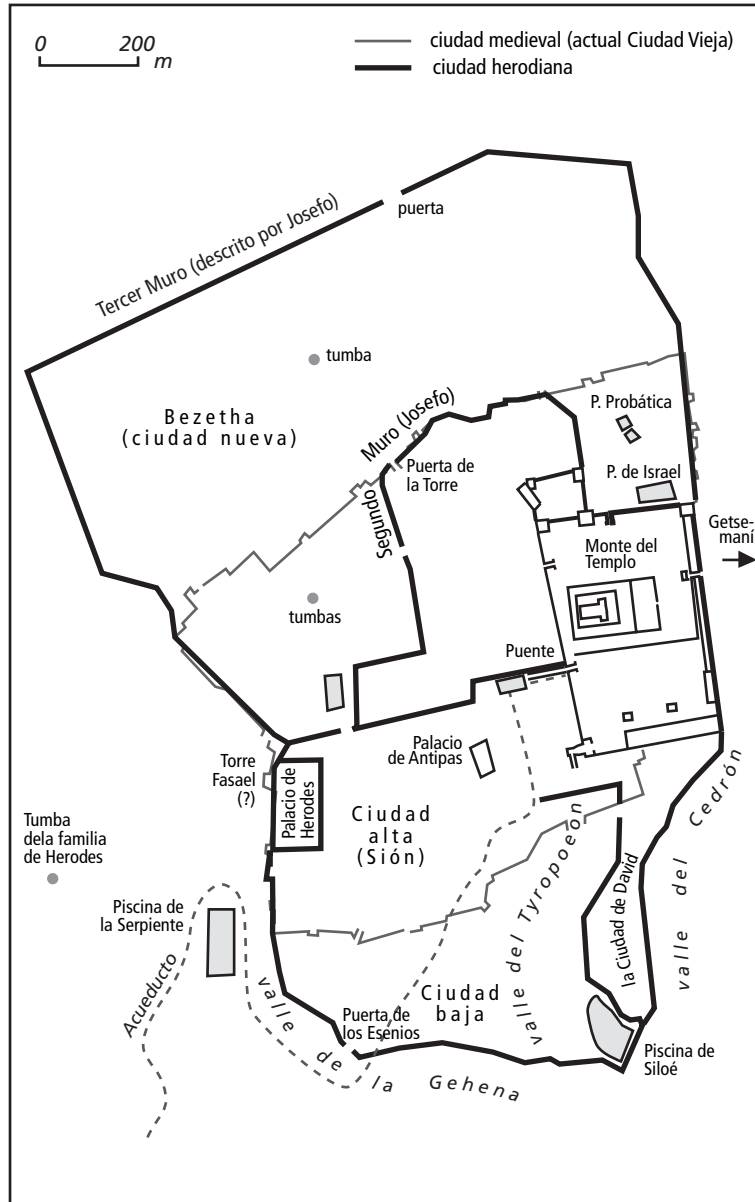 0 200
m
ciudad medieval (actual Ciudad Vieja)
ciudad herodiana
Tercer Muro (descrito por Josefo)
puerta
tumba
Bezetha
(ciudad nueva)
Segundo Muro (Josefo)
Puerta de
la Torre
P. Probática
P. de Israel
Getse-
maní
Monte del
Templo
tumbas
Puente
Palacio
de Antipas
Torre
Fasael
(?)
Palacio de
Herodes
Ciudad
alta
(Sión)
Tumba
dela familia
de Herodes
Piscina de
la Serpiente
Acueducto
valle de la Gehena
Puerta de
los Esenios
Ciudad
baja
valle del Tyropoeon
la Ciudad de David
valle del Cedrón
Piscina de
Siloé